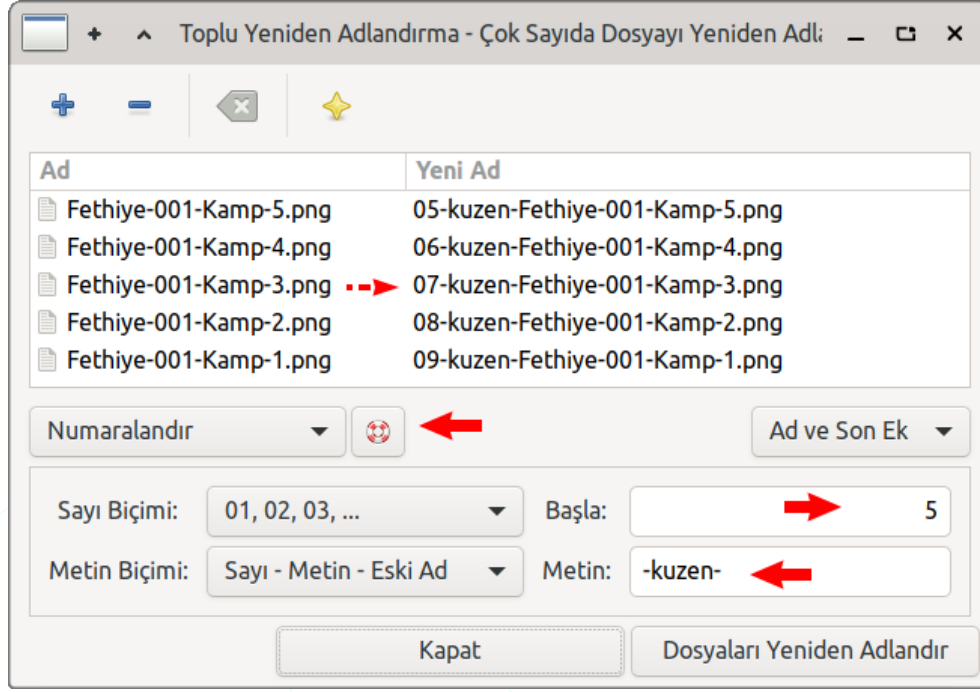 Toplu Yeniden Adlandırma - Çok Sayıda Dosyayı Yeniden Adla
Ad Yeni Ad
Fethiye-001-Kamp-5.png 05-kuzen-Fethiye-001-Kamp-5.png
Fethiye-001-Kamp-4.png 06-kuzen-Fethiye-001-Kamp-4.png
Fethiye-001-Kamp-3.png 07-kuzen-Fethiye-001-Kamp-3.png
Fethiye-001-Kamp-2.png 08-kuzen-Fethiye-001-Kamp-2.png
Fethiye-001-Kamp-1.png 09-kuzen-Fethiye-001-Kamp-1.png
Numaralandır Ad ve Son Ek
Sayı Biçimi: 01, 02, 03, ... Başla: 5
Metin Biçimi: Sayı - Metin - Eski Ad Metin: -kuzen-
Kapat Dosyaları Yeniden Adlandır